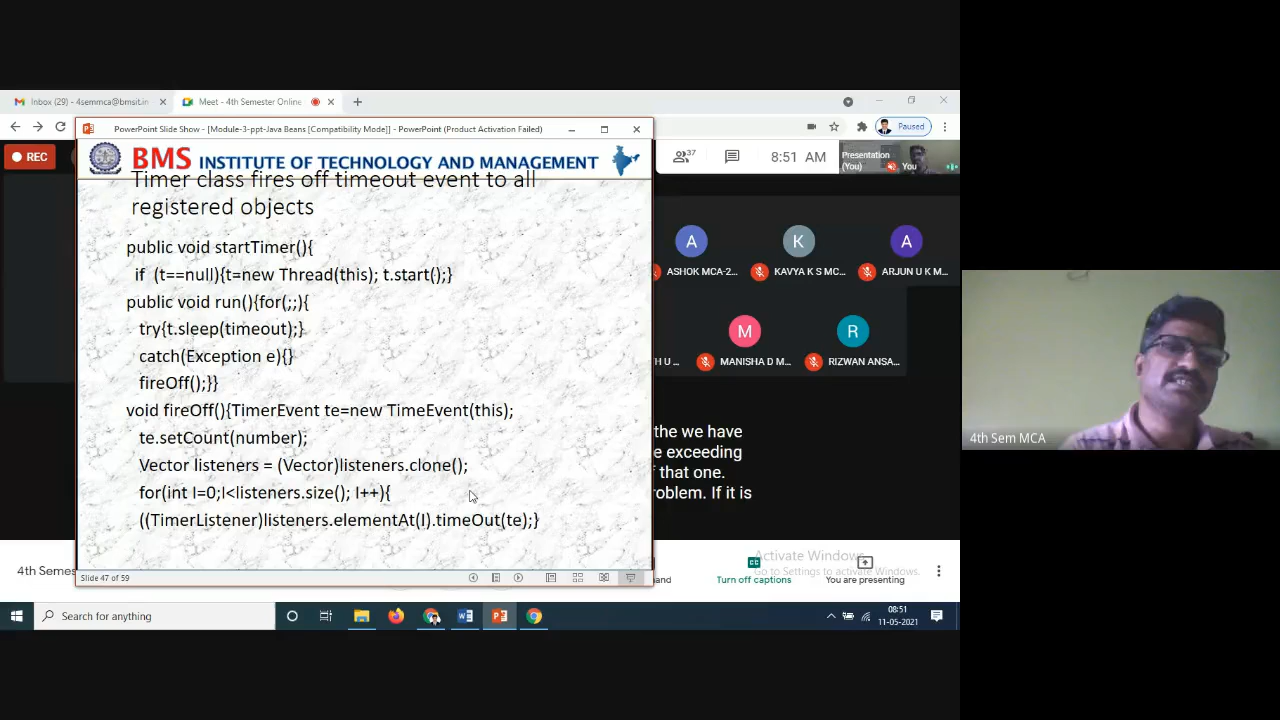 Inbox (29) - 4semmca@bmsit.in
Meet - 4th Semester Online
Paused
PowerPoint Slide Show - [Module-3-ppt-Java Beans [Compatibility Mode]] - PowerPoint (Product Activation Failed)
REC
BMS INSTITUTE OF TECHNOLOGY AND MANAGEMENT
37
8:51 AM
Presentation (You)
You
Timer class fires off timeout event to all
registered objects
public void startTimer(){
if (t==null){t=new Thread(this); t.start();}
public void run(){for(;;){
try{t.sleep(timeout);}
catch(Exception e){}
fireOff();}}
void fireOff(){TimerEvent te=new TimeEvent(this);
te.setCount(number);
Vector listeners = (Vector)listeners.clone();
for(int I=0;I<listeners.size(); I++){
((TimerListener)listeners.elementAt(I).timeOut(te);}
Slide 47 of 59
A
K
A
ASHOK MCA-2...
KAVYA K S MC...
ARJUN U K M...
M
R
H U ...
MANISHA D M...
RIZWAN ANSA...
the we have
e exceeding
f that one.
roblem. If it is
4th Sem MCA
4th Semes
Activate Windows
Go to Settings to activate Windows.
CC
and
Turn off captions
You are presenting
Search for anything
08:51
11-05-2021